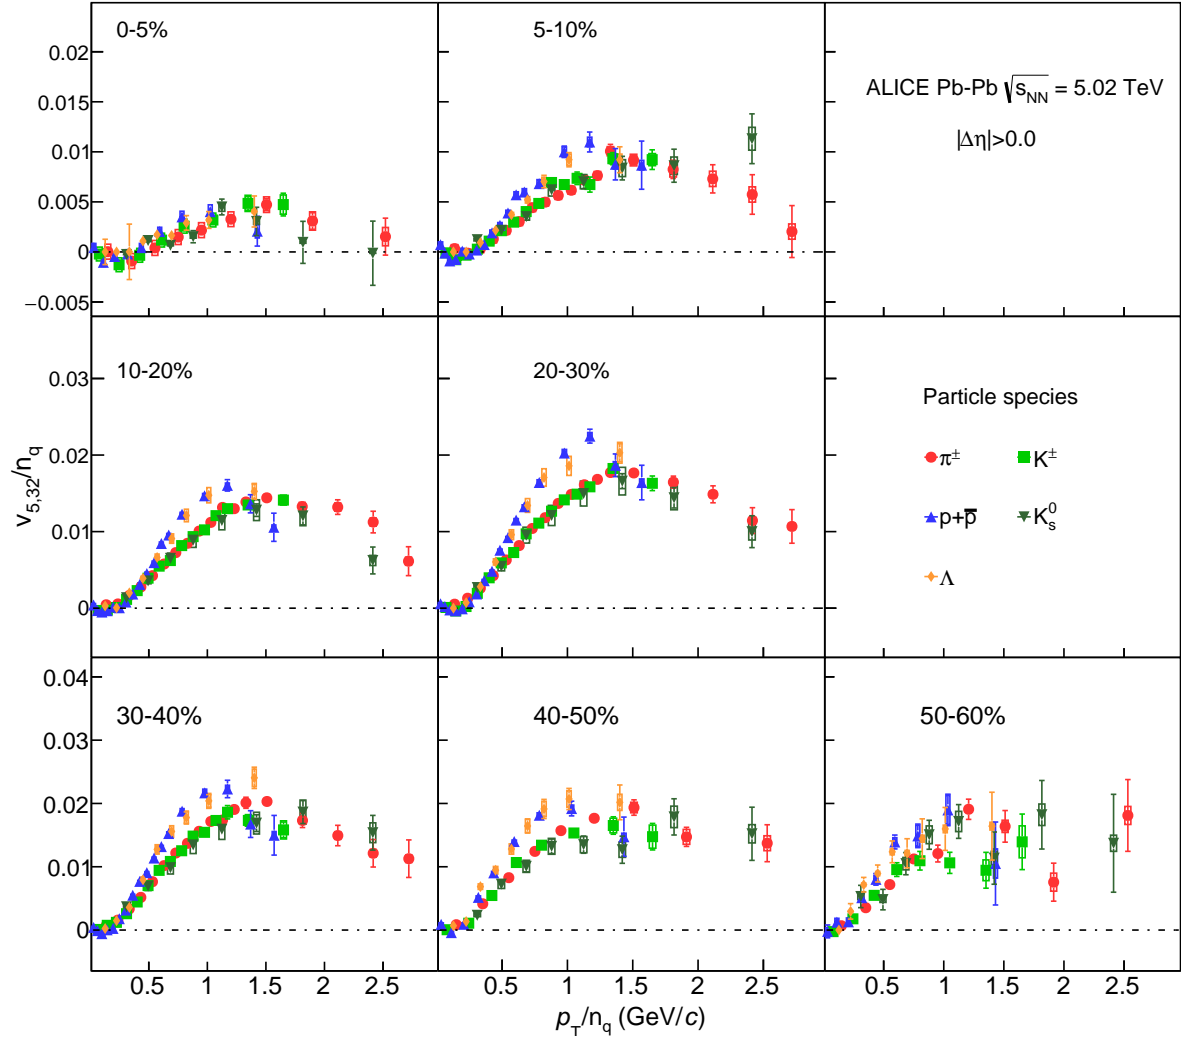 0-5%
5-10%
0.02
0.015
0.01
0.005
0
−0.005
ALICE Pb-Pb √sNN = 5.02 TeV
|Δη|>0.0
10-20%
20-30%
0.03
0.02
0.01
0
Particle species
π±
K±
p+p̅
K0s
Λ
v5,32/nq
30-40%
40-50%
50-60%
0.04
0.03
0.02
0.01
0
0.5 1 1.5 2 2.5
0.5 1 1.5 2 2.5
0.5 1 1.5 2 2.5
pT/nq (GeV/c)